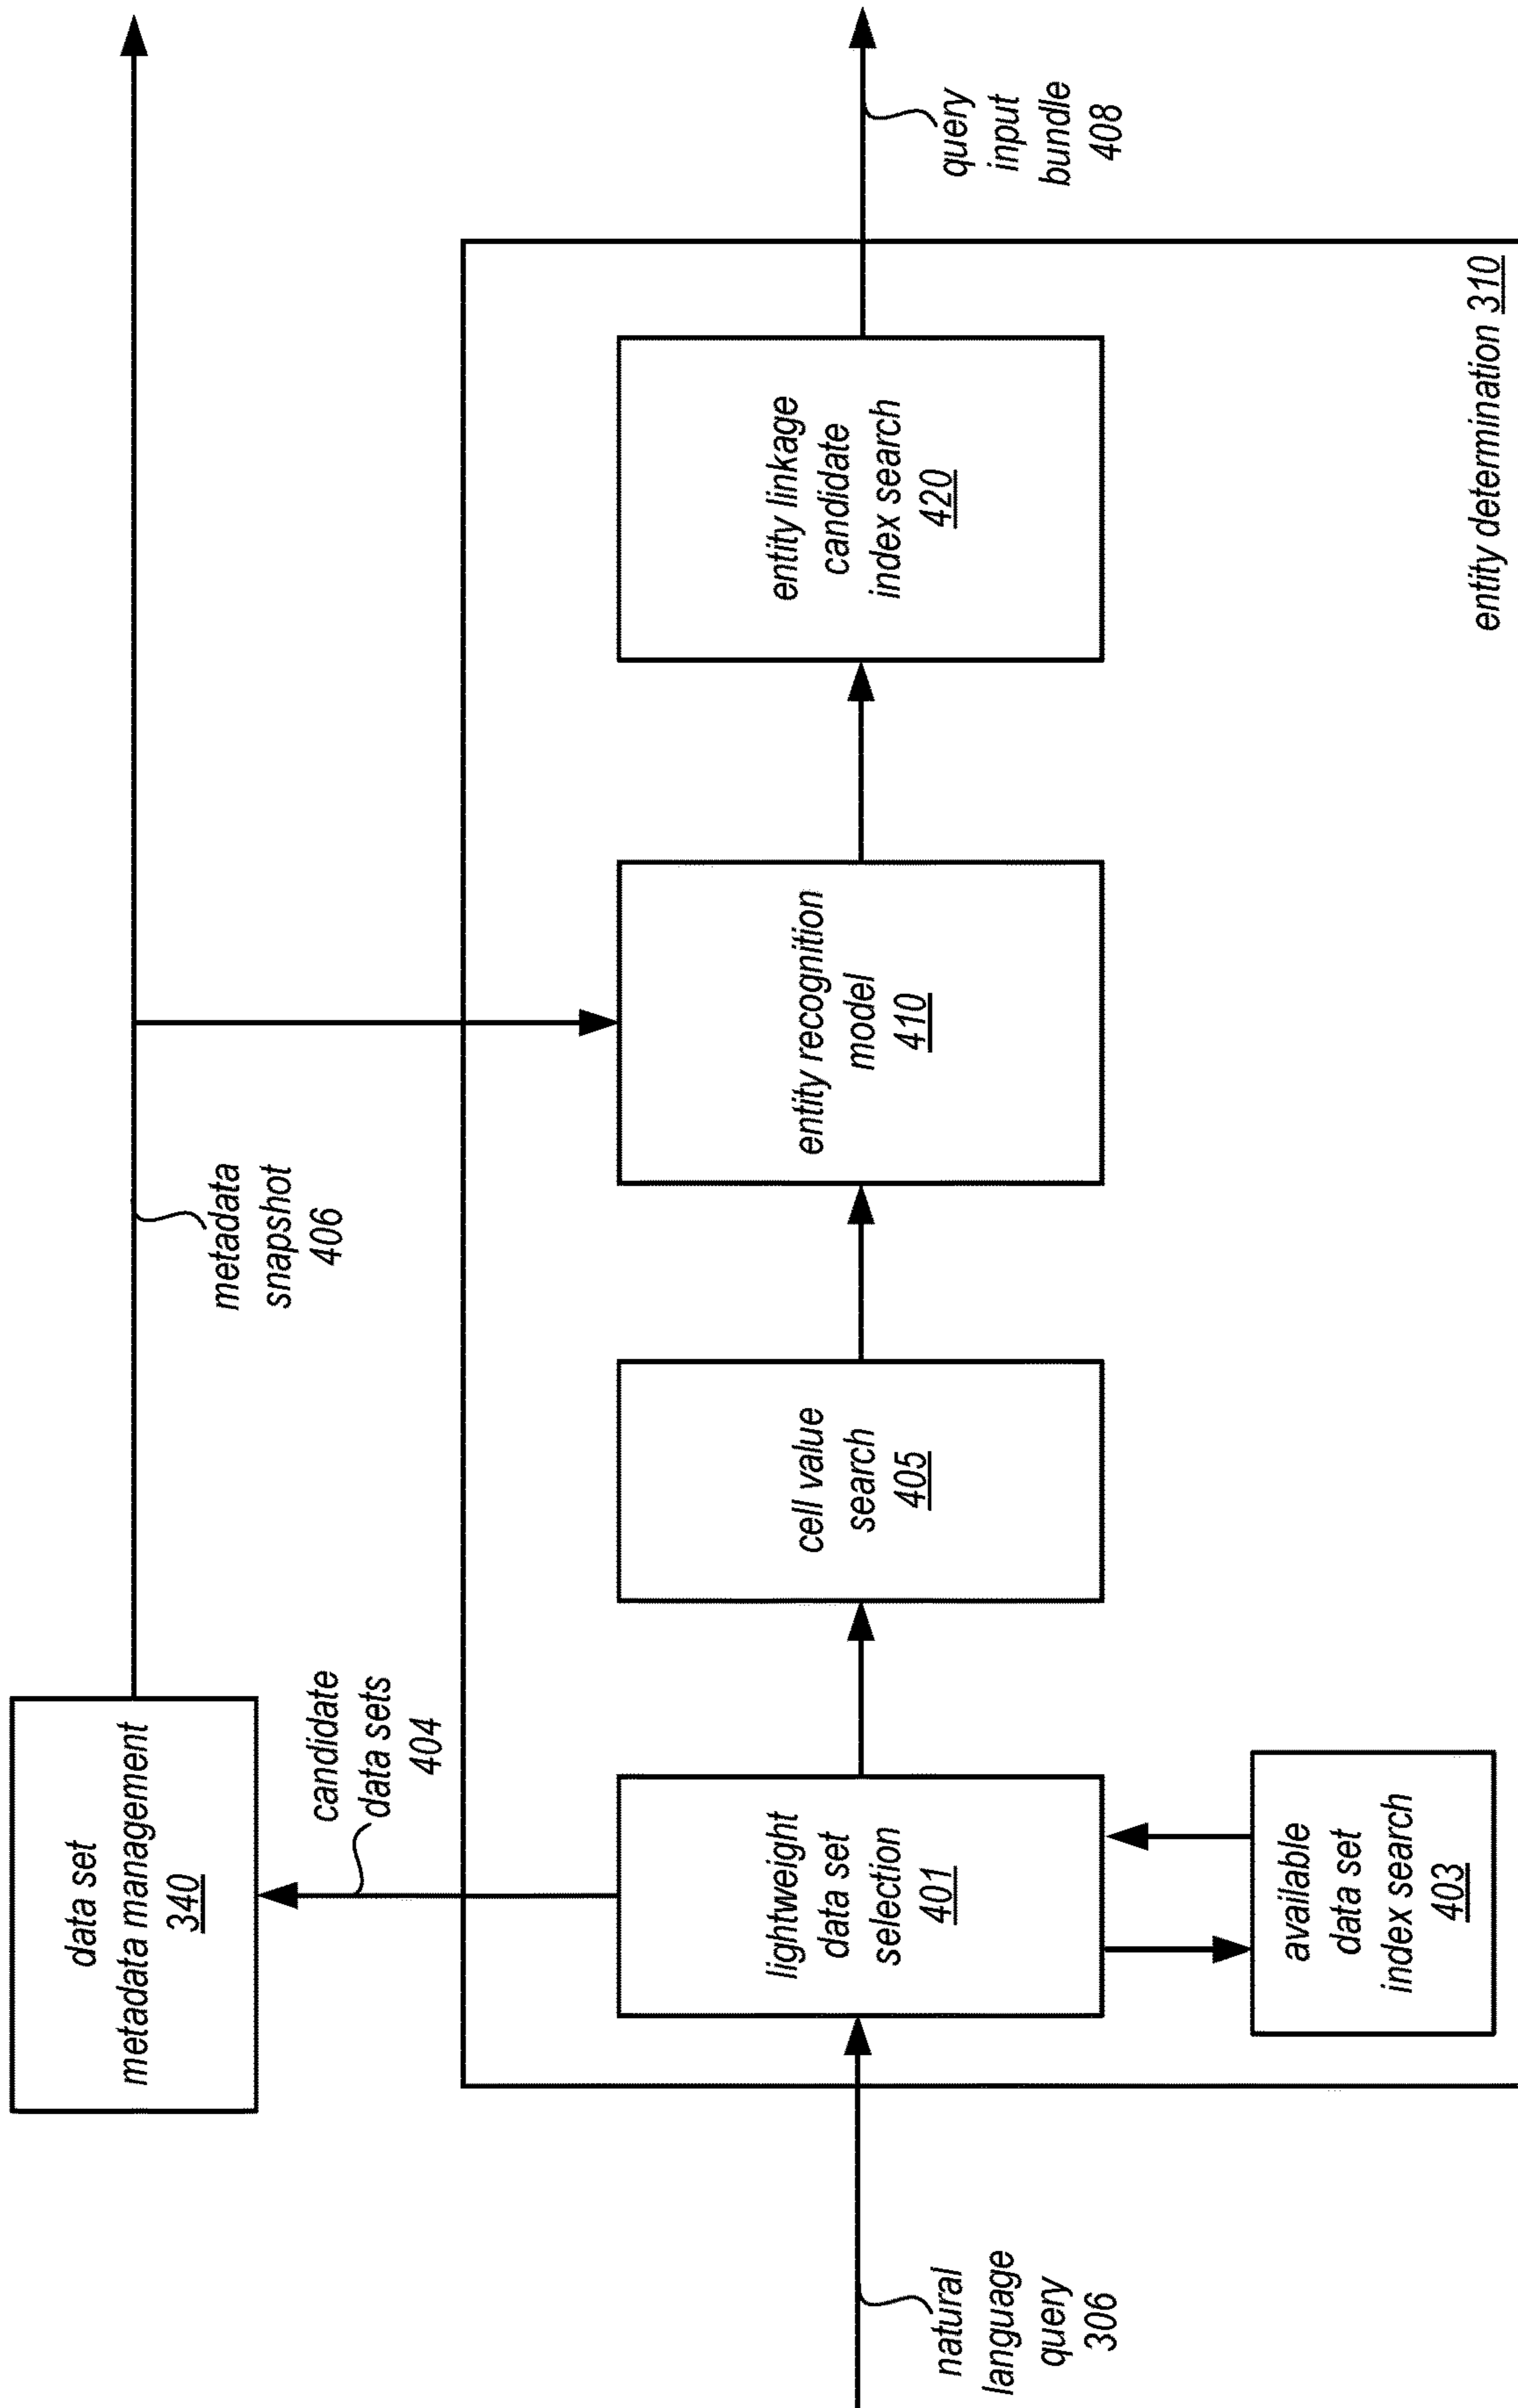 data set
metadata management
340
metadata
snapshot
406
candidate
data sets
404
natural
language
query
306
lightweight
data set
selection
401
available
data set
index search
403
cell value
search
405
entity recognition
model
410
entity linkage
candidate
index search
420
query
input
bundle
408
entity determination 310